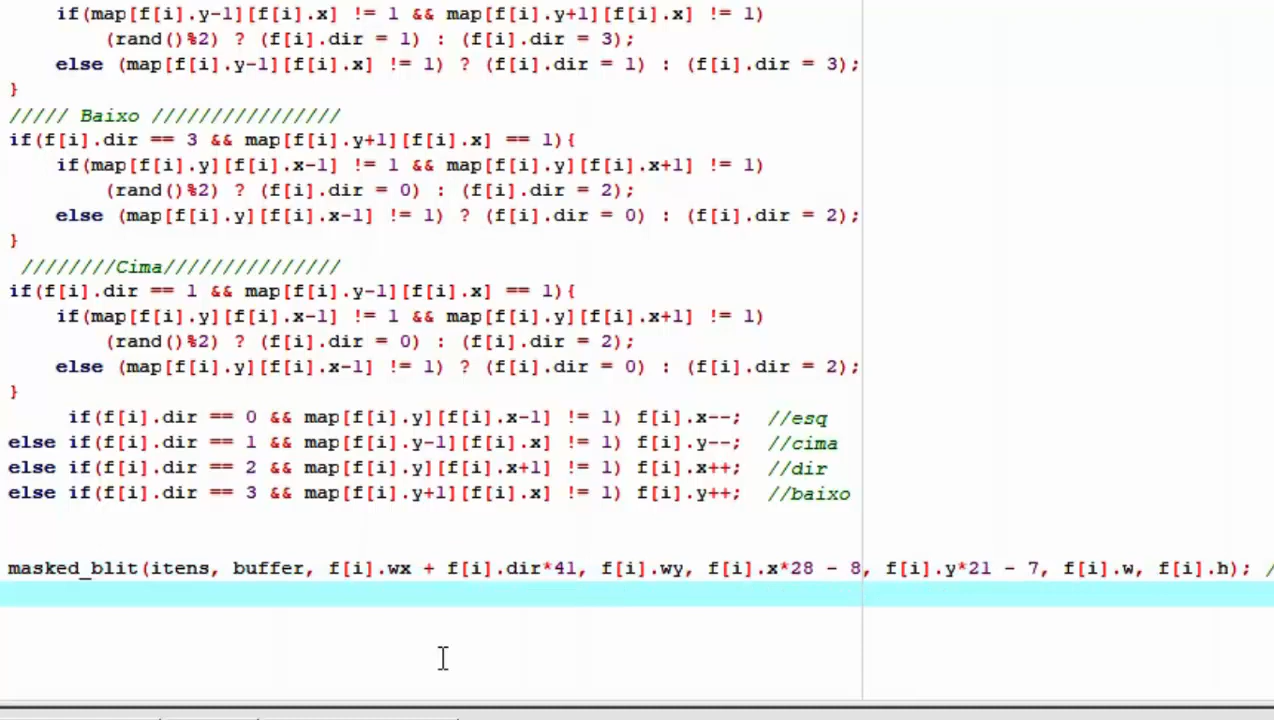 if(map[f[i].y-1][f[i].x] != 1 && map[f[i].y+1][f[i].x] != 1)
(rand()%2) ? (f[i].dir = 1) : (f[i].dir = 3);
else (map[f[i].y-1][f[i].x] != 1) ? (f[i].dir = 1) : (f[i].dir = 3);
}
///// Baixo ///////////////
if(f[i].dir == 3 && map[f[i].y+1][f[i].x] == 1){
if(map[f[i].y][f[i].x-1] != 1 && map[f[i].y][f[i].x+1] != 1)
(rand()%2) ? (f[i].dir = 0) : (f[i].dir = 2);
else (map[f[i].y][f[i].x-1] != 1) ? (f[i].dir = 0) : (f[i].dir = 2);
}
////////Cima///////////////
if(f[i].dir == 1 && map[f[i].y-1][f[i].x] == 1){
if(map[f[i].y][f[i].x-1] != 1 && map[f[i].y][f[i].x+1] != 1)
(rand()%2) ? (f[i].dir = 0) : (f[i].dir = 2);
else (map[f[i].y][f[i].x-1] != 1) ? (f[i].dir = 0) : (f[i].dir = 2);
}
if(f[i].dir == 0 && map[f[i].y][f[i].x-1] != 1) f[i].x--; //esq
else if(f[i].dir == 1 && map[f[i].y-1][f[i].x] != 1) f[i].y--; //cima
else if(f[i].dir == 2 && map[f[i].y][f[i].x+1] != 1) f[i].x++; //dir
else if(f[i].dir == 3 && map[f[i].y+1][f[i].x] != 1) f[i].y++; //baixo
masked_blit(itens, buffer, f[i].wx + f[i].dir*41, f[i].wy, f[i].x*28 - 8, f[i].y*21 - 7, f[i].w, f[i].h); /